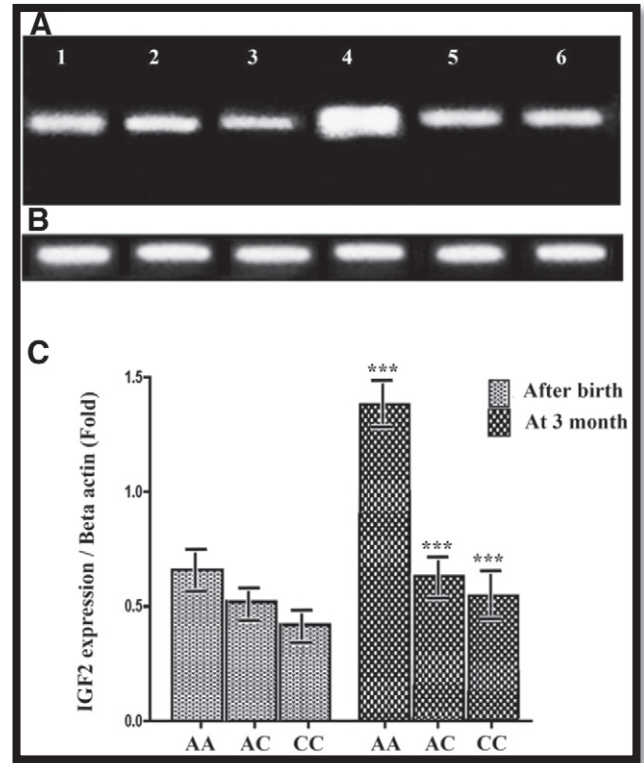 A
1 2 3 4 5 6
B
C
IGF2 expression / Beta actin (Fold)
1.5
1.0
0.5
0.0
***
***
***
After birth
At 3 month
AA AC CC AA AC CC